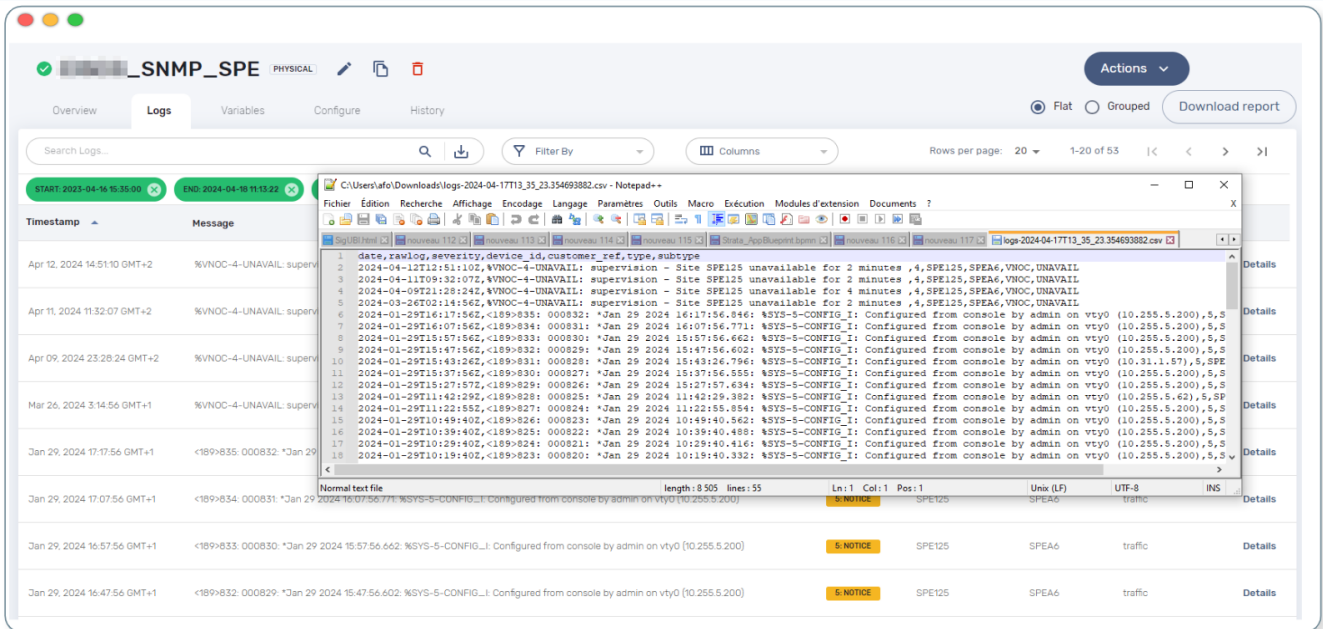 _SNMP_SPE PHYSICAL
Actions
Overview Logs Variables Configure History
Flat Grouped Download report
Search Logs... Filter By Columns Rows per page: 20 1-20 of 53
START: 2023-04-16 15:35:00 END: 2024-04-18 11:13:22
Timestamp Message
Apr 12, 2024 14:51:10 GMT+2 %VNOC-4-UNAVAIL: supervi Details
Apr 11, 2024 11:32:07 GMT+2 %VNOC-4-UNAVAIL: supervi Details
Apr 09, 2024 23:28:24 GMT+2 %VNOC-4-UNAVAIL: supervi Details
Mar 26, 2024 3:14:56 GMT+1 %VNOC-4-UNAVAIL: supervi Details
Jan 29, 2024 17:17:56 GMT+1 <189>835: 000832: *Jan 29 Details
Jan 29, 2024 17:07:56 GMT+1 <189>834: 000831: *Jan 29 2024 16:07:56.771: %SYS-5-CONFIG_I: Configured from console by admin on vty0 (10.255.5.200) 5: NOTICE SPE125 SPEA6 traffic Details
Jan 29, 2024 16:57:56 GMT+1 <189>833: 000830: *Jan 29 2024 15:57:56.662: %SYS-5-CONFIG_I: Configured from console by admin on vty0 (10.255.5.200) 5: NOTICE SPE125 SPEA6 traffic Details
Jan 29, 2024 16:47:56 GMT+1 <189>832: 000829: *Jan 29 2024 15:47:56.602: %SYS-5-CONFIG_I: Configured from console by admin on vty0 (10.255.5.200) 5: NOTICE SPE125 SPEA6 traffic Details
C:\Users\afo\Downloads\logs-2024-04-17T13_35_23.354693882.csv - Notepad++
Fichier Édition Recherche Affichage Encodage Langage Paramètres Outils Macro Exécution Modules d'extension Documents ? X
SigUBI.html nouveau 112 nouveau 113 nouveau 114 nouveau 115 Strata_AppBlueprint.bpmn nouveau 116 nouveau 117 logs-2024-04-17T13_35_23.354693882.csv
1 date,rawlog,severity,device_id,customer_ref,type,subtype
2 2024-04-12T12:51:10Z,%VNOC-4-UNAVAIL: supervision - Site SPE125 unavailable for 2 minutes ,4,SPE125,SPEA6,VNOC,UNAVAIL
3 2024-04-11T09:32:07Z,%VNOC-4-UNAVAIL: supervision - Site SPE125 unavailable for 2 minutes ,4,SPE125,SPEA6,VNOC,UNAVAIL
4 2024-04-09T21:28:24Z,%VNOC-4-UNAVAIL: supervision - Site SPE125 unavailable for 4 minutes ,4,SPE125,SPEA6,VNOC,UNAVAIL
5 2024-03-26T02:14:56Z,%VNOC-4-UNAVAIL: supervision - Site SPE125 unavailable for 2 minutes ,4,SPE125,SPEA6,VNOC,UNAVAIL
6 2024-01-29T16:17:56Z,<189>835: 000832: *Jan 29 2024 16:17:56.846: %SYS-5-CONFIG_I: Configured from console by admin on vty0 (10.255.5.200),5,S
7 2024-01-29T16:07:56Z,<189>834: 000831: *Jan 29 2024 16:07:56.771: %SYS-5-CONFIG_I: Configured from console by admin on vty0 (10.255.5.200),5,S
8 2024-01-29T15:57:56Z,<189>833: 000830: *Jan 29 2024 15:57:56.662: %SYS-5-CONFIG_I: Configured from console by admin on vty0 (10.255.5.200),5,S
9 2024-01-29T15:47:56Z,<189>832: 000829: *Jan 29 2024 15:47:56.602: %SYS-5-CONFIG_I: Configured from console by admin on vty0 (10.255.5.200),5,S
10 2024-01-29T15:43:26Z,<189>831: 000828: *Jan 29 2024 15:43:26.796: %SYS-5-CONFIG_I: Configured from console by admin on vty0 (10.31.1.57),5,SPE
11 2024-01-29T15:37:56Z,<189>830: 000827: *Jan 29 2024 15:37:56.555: %SYS-5-CONFIG_I: Configured from console by admin on vty0 (10.255.5.200),5,S
12 2024-01-29T15:27:57Z,<189>829: 000826: *Jan 29 2024 15:27:57.634: %SYS-5-CONFIG_I: Configured from console by admin on vty0 (10.255.5.200),5,S
13 2024-01-29T11:42:29Z,<189>828: 000825: *Jan 29 2024 11:42:29.382: %SYS-5-CONFIG_I: Configured from console by admin on vty0 (10.255.5.62),5,SP
14 2024-01-29T11:22:55Z,<189>827: 000824: *Jan 29 2024 11:22:55.854: %SYS-5-CONFIG_I: Configured from console by admin on vty0 (10.255.5.200),5,S
15 2024-01-29T10:49:40Z,<189>826: 000823: *Jan 29 2024 10:49:40.562: %SYS-5-CONFIG_I: Configured from console by admin on vty0 (10.255.5.200),5,S
16 2024-01-29T10:39:40Z,<189>825: 000822: *Jan 29 2024 10:39:40.488: %SYS-5-CONFIG_I: Configured from console by admin on vty0 (10.255.5.200),5,S
17 2024-01-29T10:29:40Z,<189>824: 000821: *Jan 29 2024 10:29:40.416: %SYS-5-CONFIG_I: Configured from console by admin on vty0 (10.255.5.200),5,S
18 2024-01-29T10:19:40Z,<189>823: 000820: *Jan 29 2024 10:19:40.332: %SYS-5-CONFIG_I: Configured from console by admin on vty0 (10.255.5.200),5,S
Normal text file length : 8 505 lines : 55 Ln : 1 Col : 1 Pos : 1 Unix (LF) UTF-8 INS